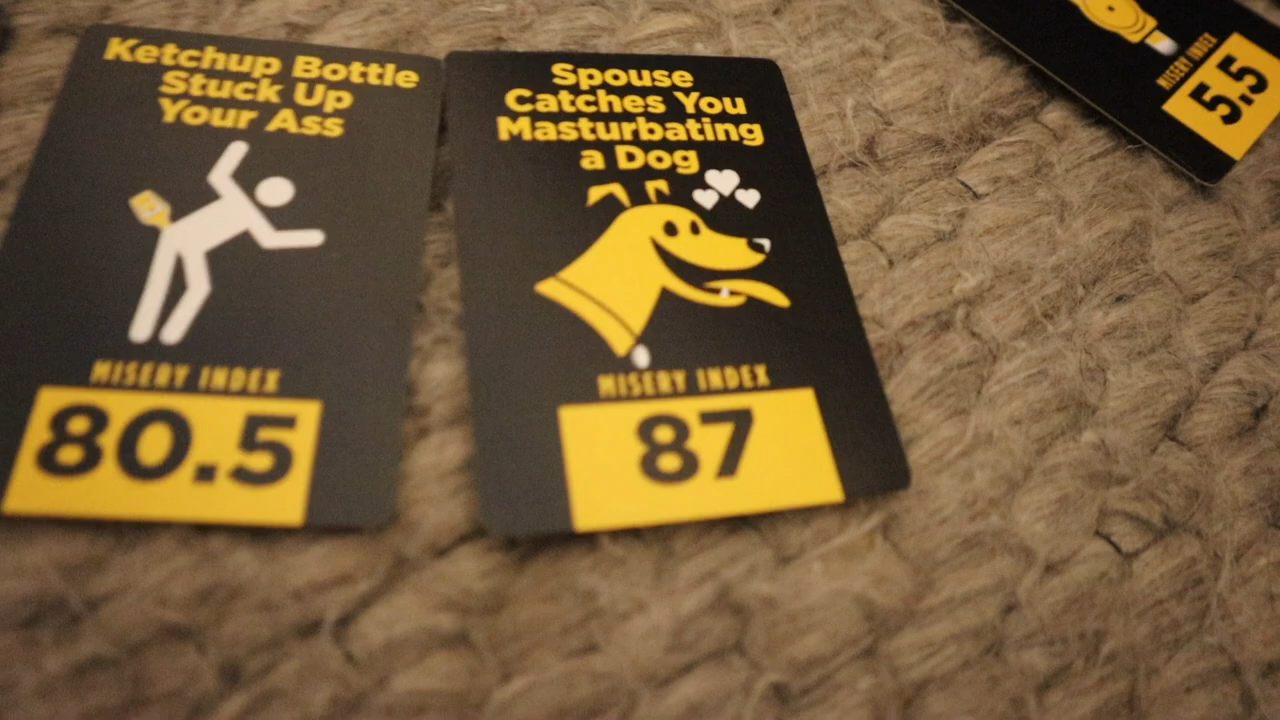 Ketchup Bottle
Stuck Up
Your Ass
MISERY INDEX
80.5
Spouse
Catches You
Masturbating
a Dog
MISERY INDEX
87
MISERY INDEX
5.5